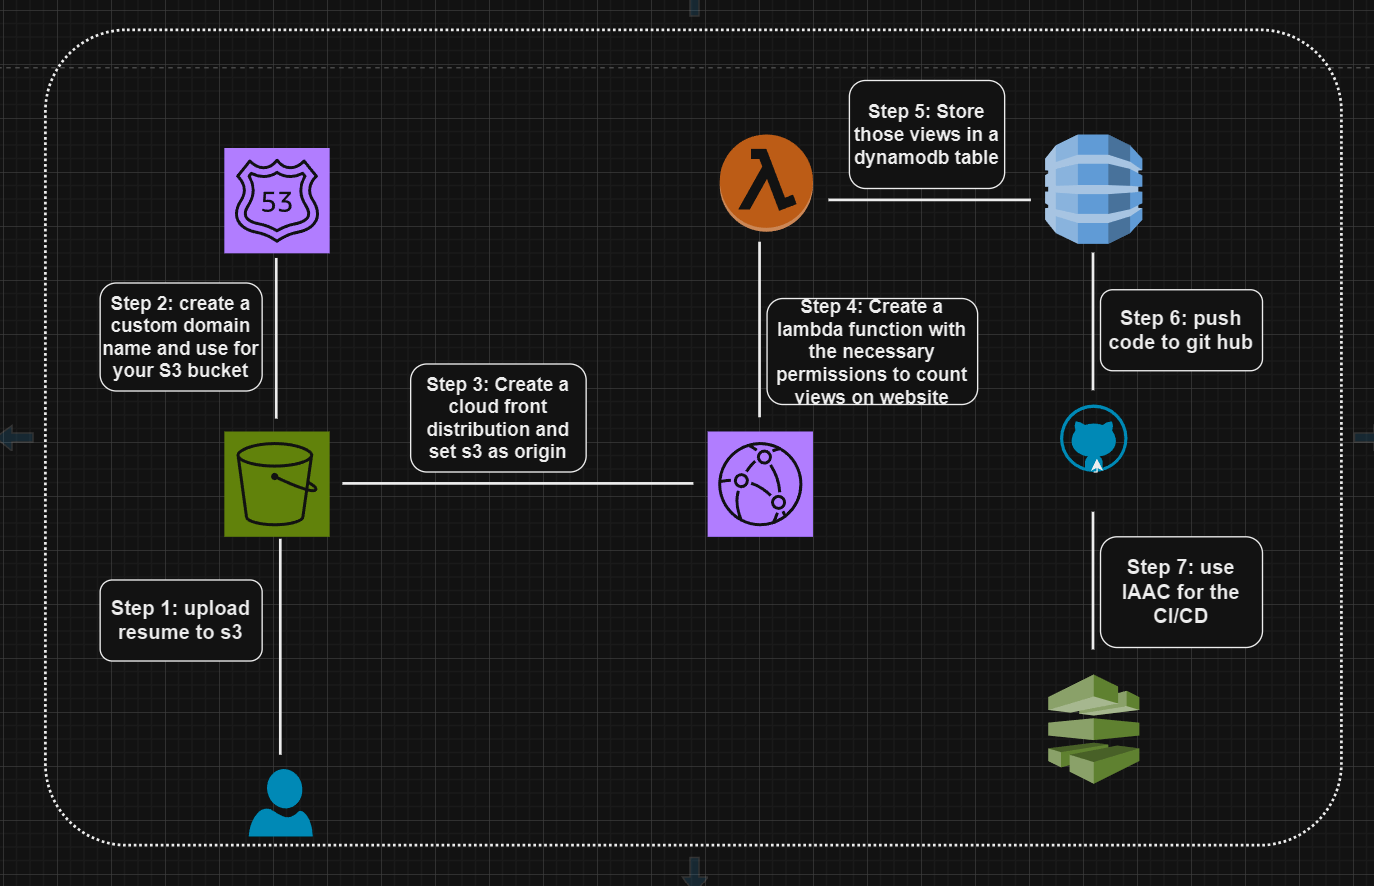 Step 5: Store
those views in a
dynamodb table
53
Step 2: create a
custom domain
name and use for
your S3 bucket
Step 4: Create a
lambda function with
the necessary
permissions to count
views on website
Step 6: push
code to git hub
Step 3: Create a
cloud front
distribution and
set s3 as origin
Step 7: use
IAAC for the
CI/CD
Step 1: upload
resume to s3